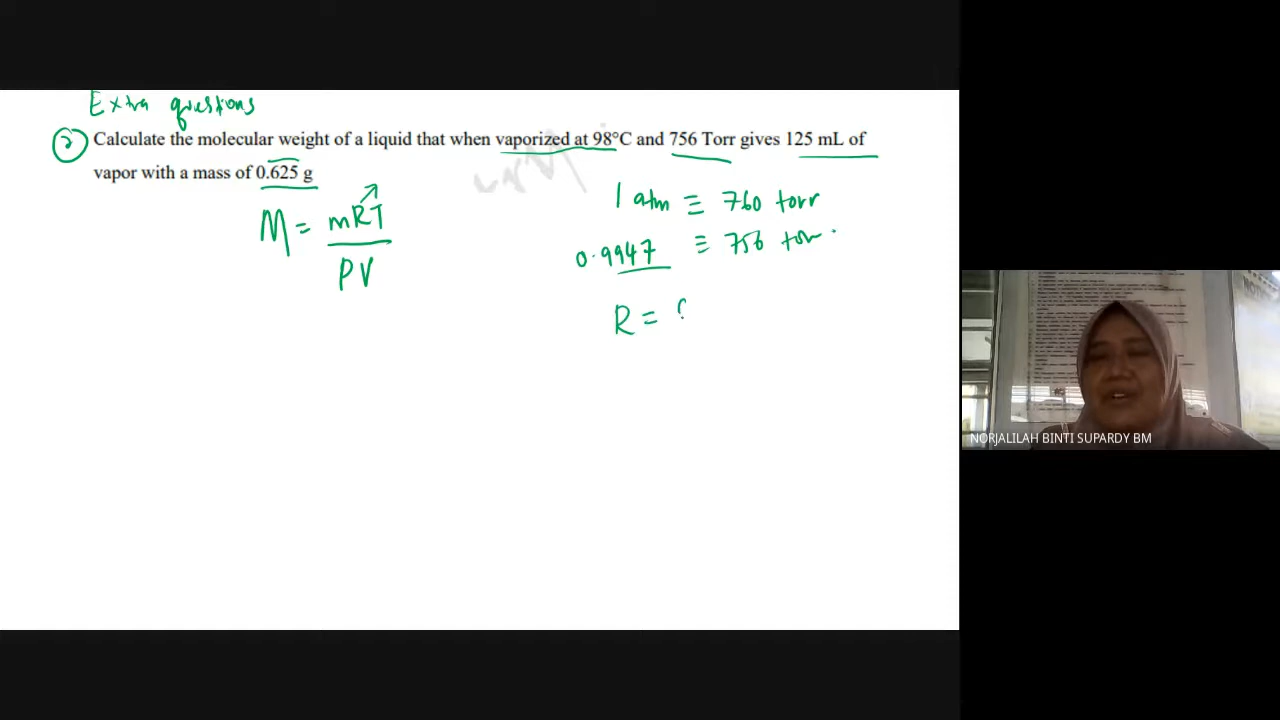 Extra questions
2 Calculate the molecular weight of a liquid that when vaporized at 98°C and 756 Torr gives 125 mL of
vapor with a mass of 0.625 g
M = mRT / PV
1 atm ≡ 760 torr
0.9947 ≡ 756 torr
R =
NORJALILAH BINTI SUPARDY BM